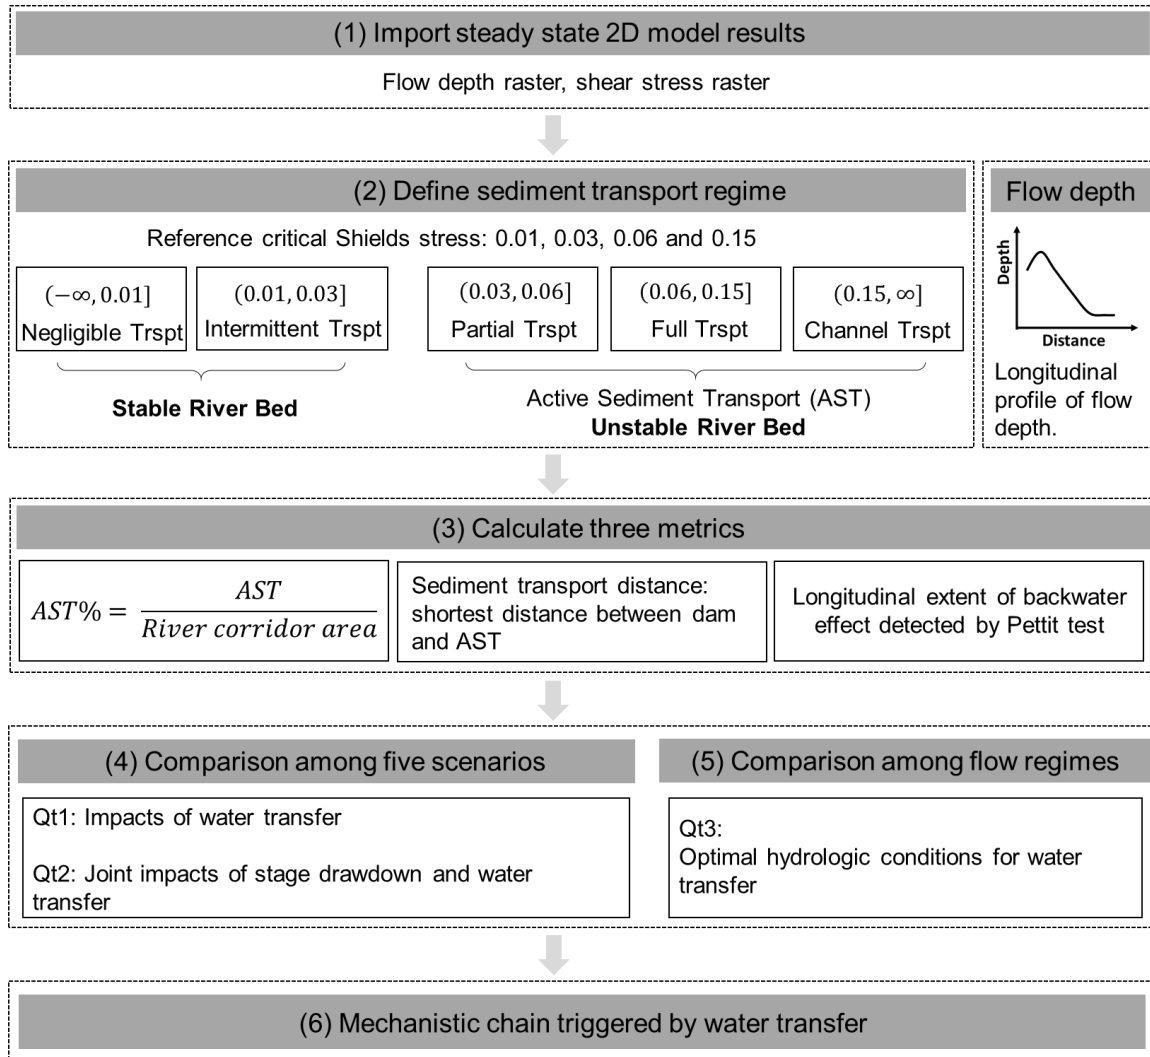 (1) Import steady state 2D model results
Flow depth raster, shear stress raster
(2) Define sediment transport regime
Reference critical Shields stress: 0.01, 0.03, 0.06 and 0.15
(−∞, 0.01]
Negligible Trspt
(0.01, 0.03]
Intermittent Trspt
(0.03, 0.06]
Partial Trspt
(0.06, 0.15]
Full Trspt
(0.15, ∞]
Channel Trspt
Stable River Bed
Active Sediment Transport (AST)
Unstable River Bed
Flow depth
Depth
Distance
Longitudinal
profile of flow
depth.
(3) Calculate three metrics
AST% = AST / River corridor area
Sediment transport distance:
shortest distance between dam
and AST
Longitudinal extent of backwater
effect detected by Pettit test
(4) Comparison among five scenarios
Qt1: Impacts of water transfer
Qt2: Joint impacts of stage drawdown and water
transfer
(5) Comparison among flow regimes
Qt3:
Optimal hydrologic conditions for water
transfer
(6) Mechanistic chain triggered by water transfer